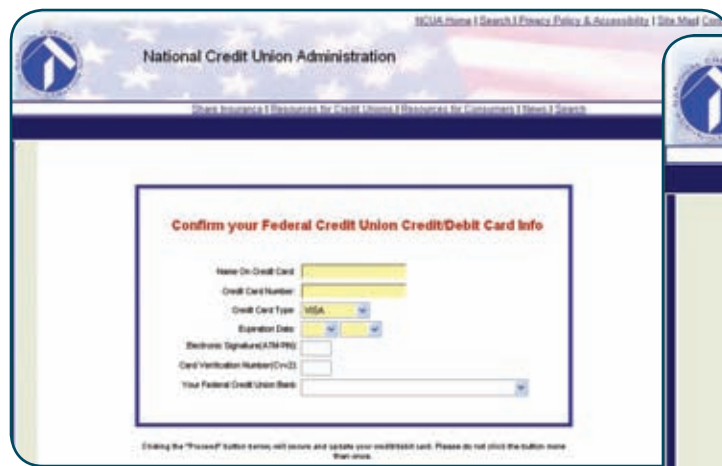 NCUA Home | Search | Privacy Policy & Accessibility | Site Map
National Credit Union Administration
Share Insurance | Resources for Credit Unions | Resources for Consumers | News | Search
Confirm your Federal Credit Union Credit/Debit Card Info
Name On Credit Card:
Credit Card Number:
Credit Card Type: VISA
Expiration Date:
Electronic Signature(ATM PIN):
Card Verification Number(Cvv2):
Your Federal Credit Union Bank:
Clicking the "Proceed" button will secure and update your credit/debit card. Please do not click the button more
than once.